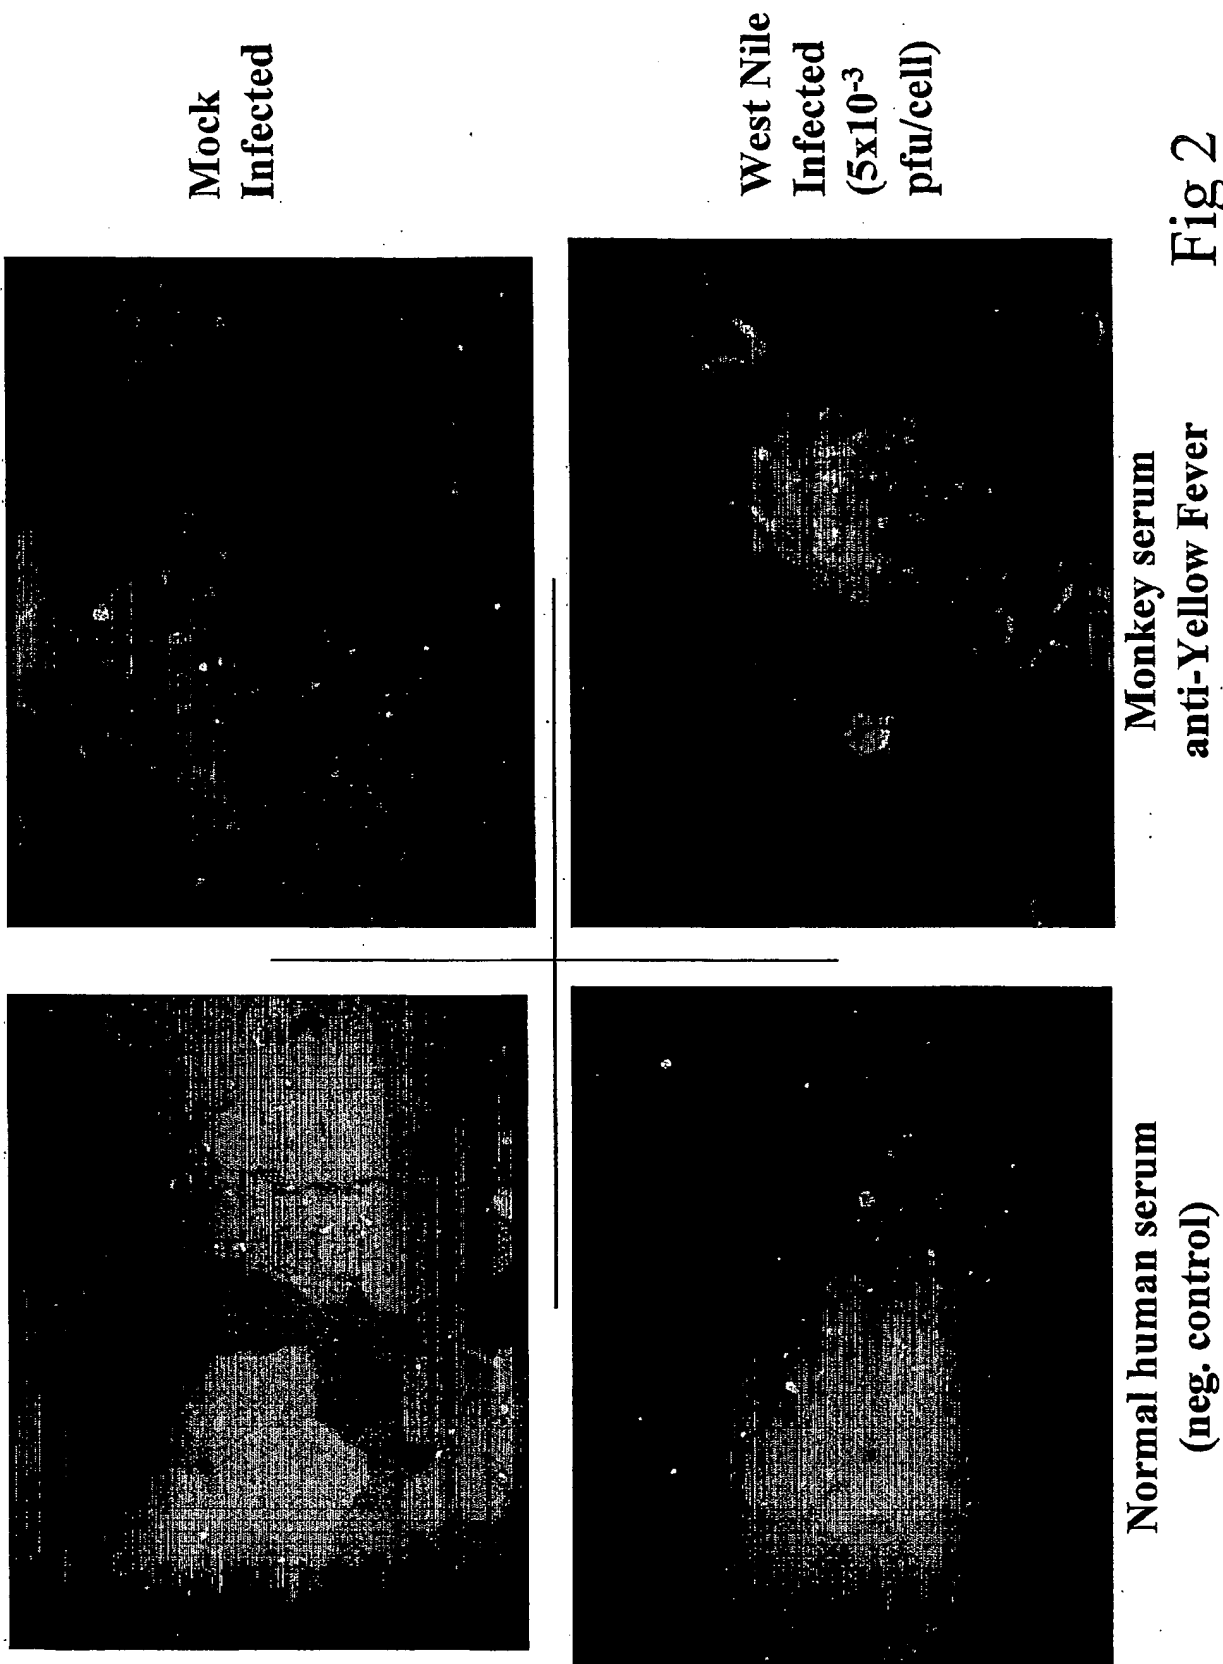 Mock
Infected
West Nile
Infected
(5x10⁻³
pfu/cell)
Normal human serum
(neg. control)
Monkey serum
anti-Yellow Fever
Fig 2